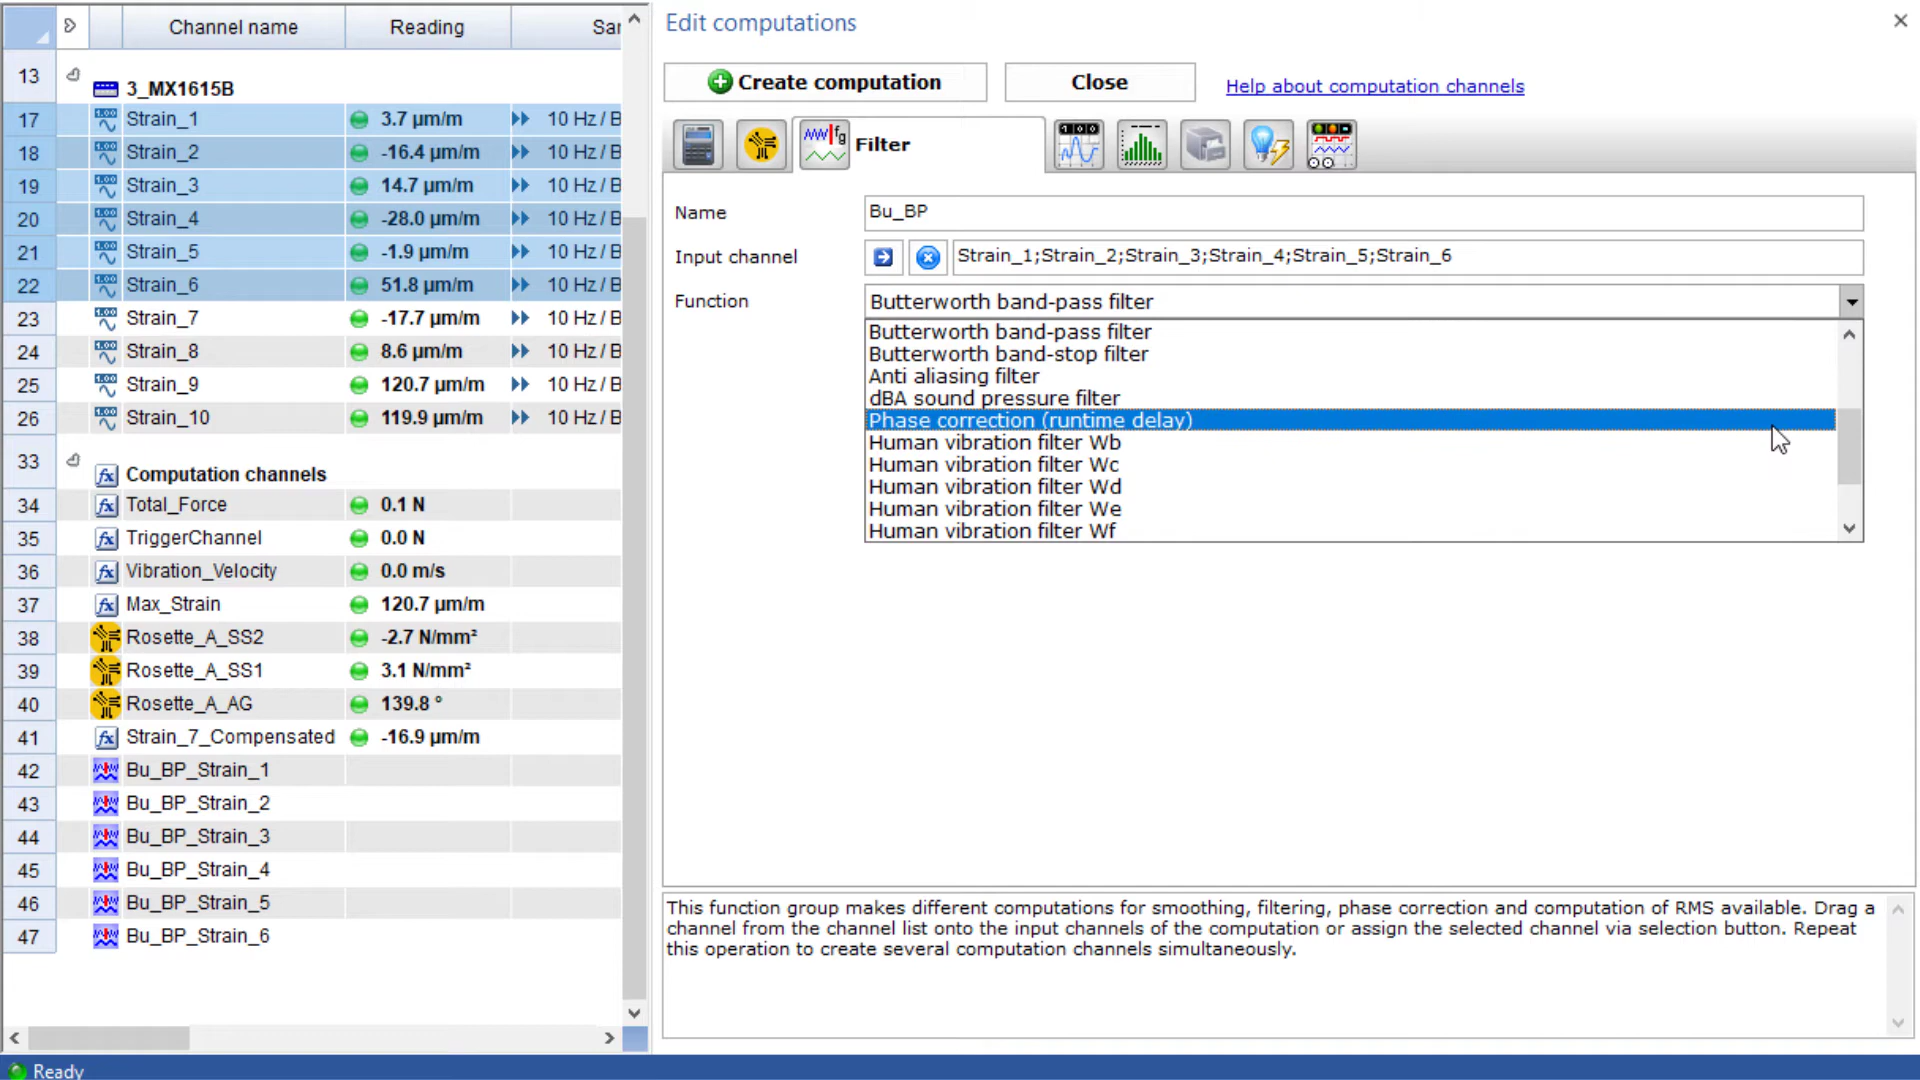 Channel name Reading Sar
13 3_MX1615B
17 Strain_1 3.7 µm/m 10 Hz / B
18 Strain_2 -16.4 µm/m 10 Hz / B
19 Strain_3 14.7 µm/m 10 Hz / B
20 Strain_4 -28.0 µm/m 10 Hz / B
21 Strain_5 -1.9 µm/m 10 Hz / B
22 Strain_6 51.8 µm/m 10 Hz / B
23 Strain_7 -17.7 µm/m 10 Hz / B
24 Strain_8 8.6 µm/m 10 Hz / B
25 Strain_9 120.7 µm/m 10 Hz / B
26 Strain_10 119.9 µm/m 10 Hz / B
33 fx Computation channels
34 fx Total_Force 0.1 N
35 fx TriggerChannel 0.0 N
36 fx Vibration_Velocity 0.0 m/s
37 fx Max_Strain 120.7 µm/m
38 Rosette_A_SS2 -2.7 N/mm²
39 Rosette_A_SS1 3.1 N/mm²
40 Rosette_A_AG 139.8 °
41 fx Strain_7_Compensated -16.9 µm/m
42 Bu_BP_Strain_1
43 Bu_BP_Strain_2
44 Bu_BP_Strain_3
45 Bu_BP_Strain_4
46 Bu_BP_Strain_5
47 Bu_BP_Strain_6
Ready
Edit computations
Create computation Close Help about computation channels
Filter
Name Bu_BP
Input channel Strain_1;Strain_2;Strain_3;Strain_4;Strain_5;Strain_6
Function Butterworth band-pass filter
Butterworth band-pass filter
Butterworth band-stop filter
Anti aliasing filter
dBA sound pressure filter
Phase correction (runtime delay)
Human vibration filter Wb
Human vibration filter Wc
Human vibration filter Wd
Human vibration filter We
Human vibration filter Wf
This function group makes different computations for smoothing, filtering, phase correction and computation of RMS available. Drag a
channel from the channel list onto the input channels of the computation or assign the selected channel via selection button. Repeat
this operation to create several computation channels simultaneously.